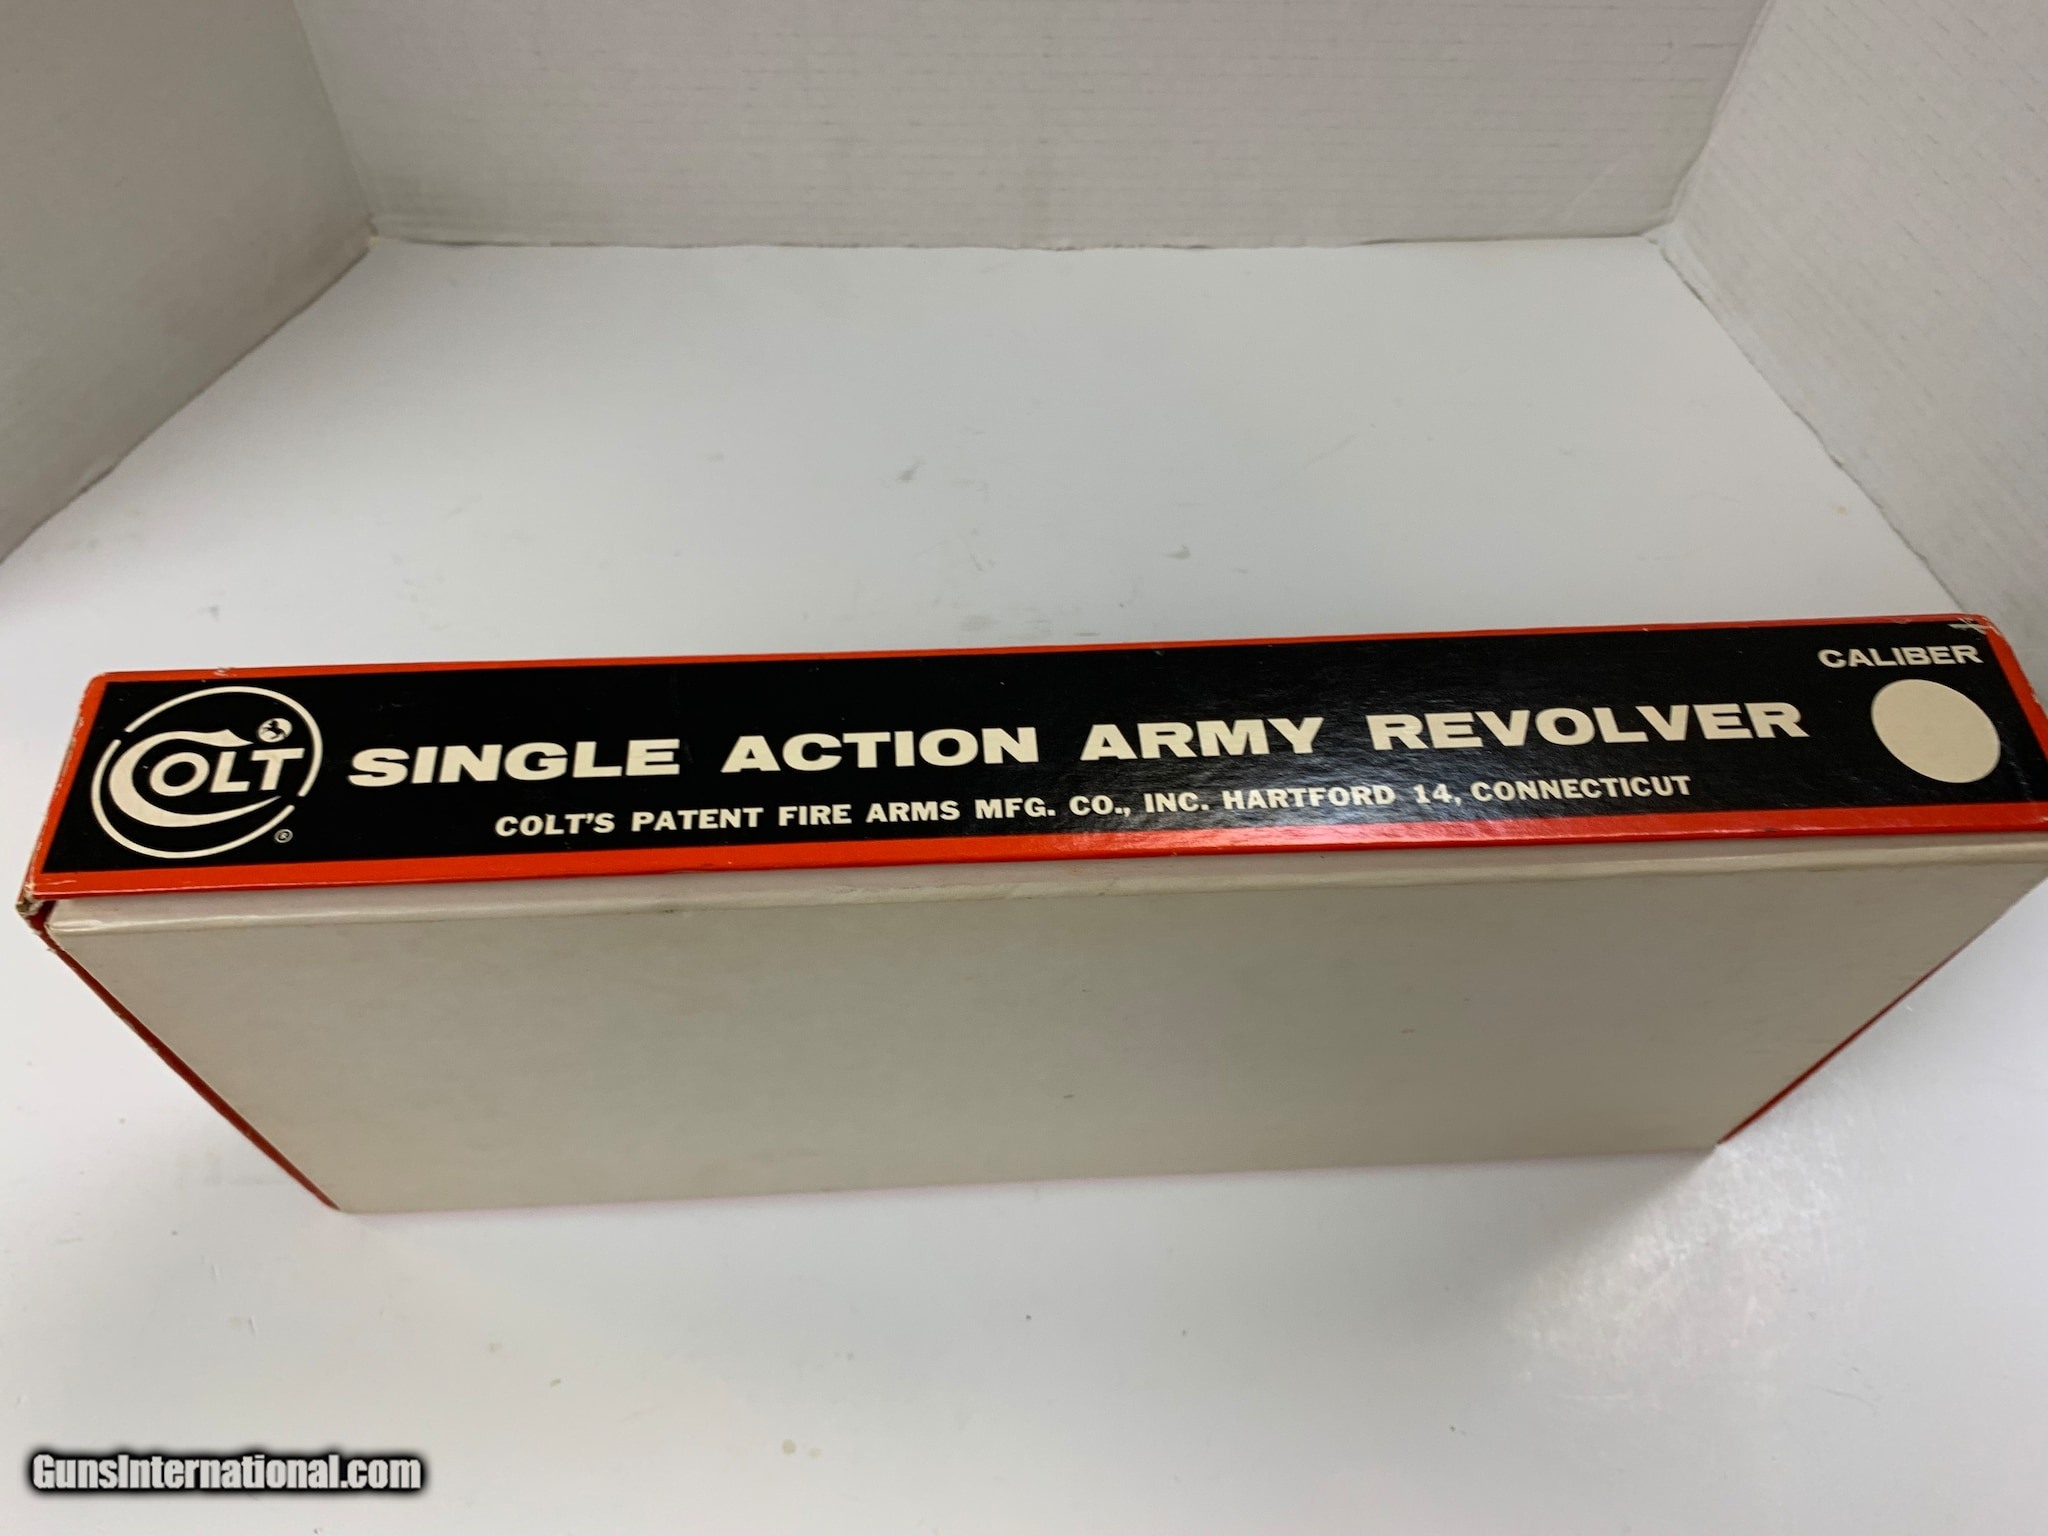 COLT
®
SINGLE ACTION ARMY REVOLVER
COLT'S PATENT FIRE ARMS MFG. CO., INC. HARTFORD 14, CONNECTICUT
CALIBER
GunsInternational.com